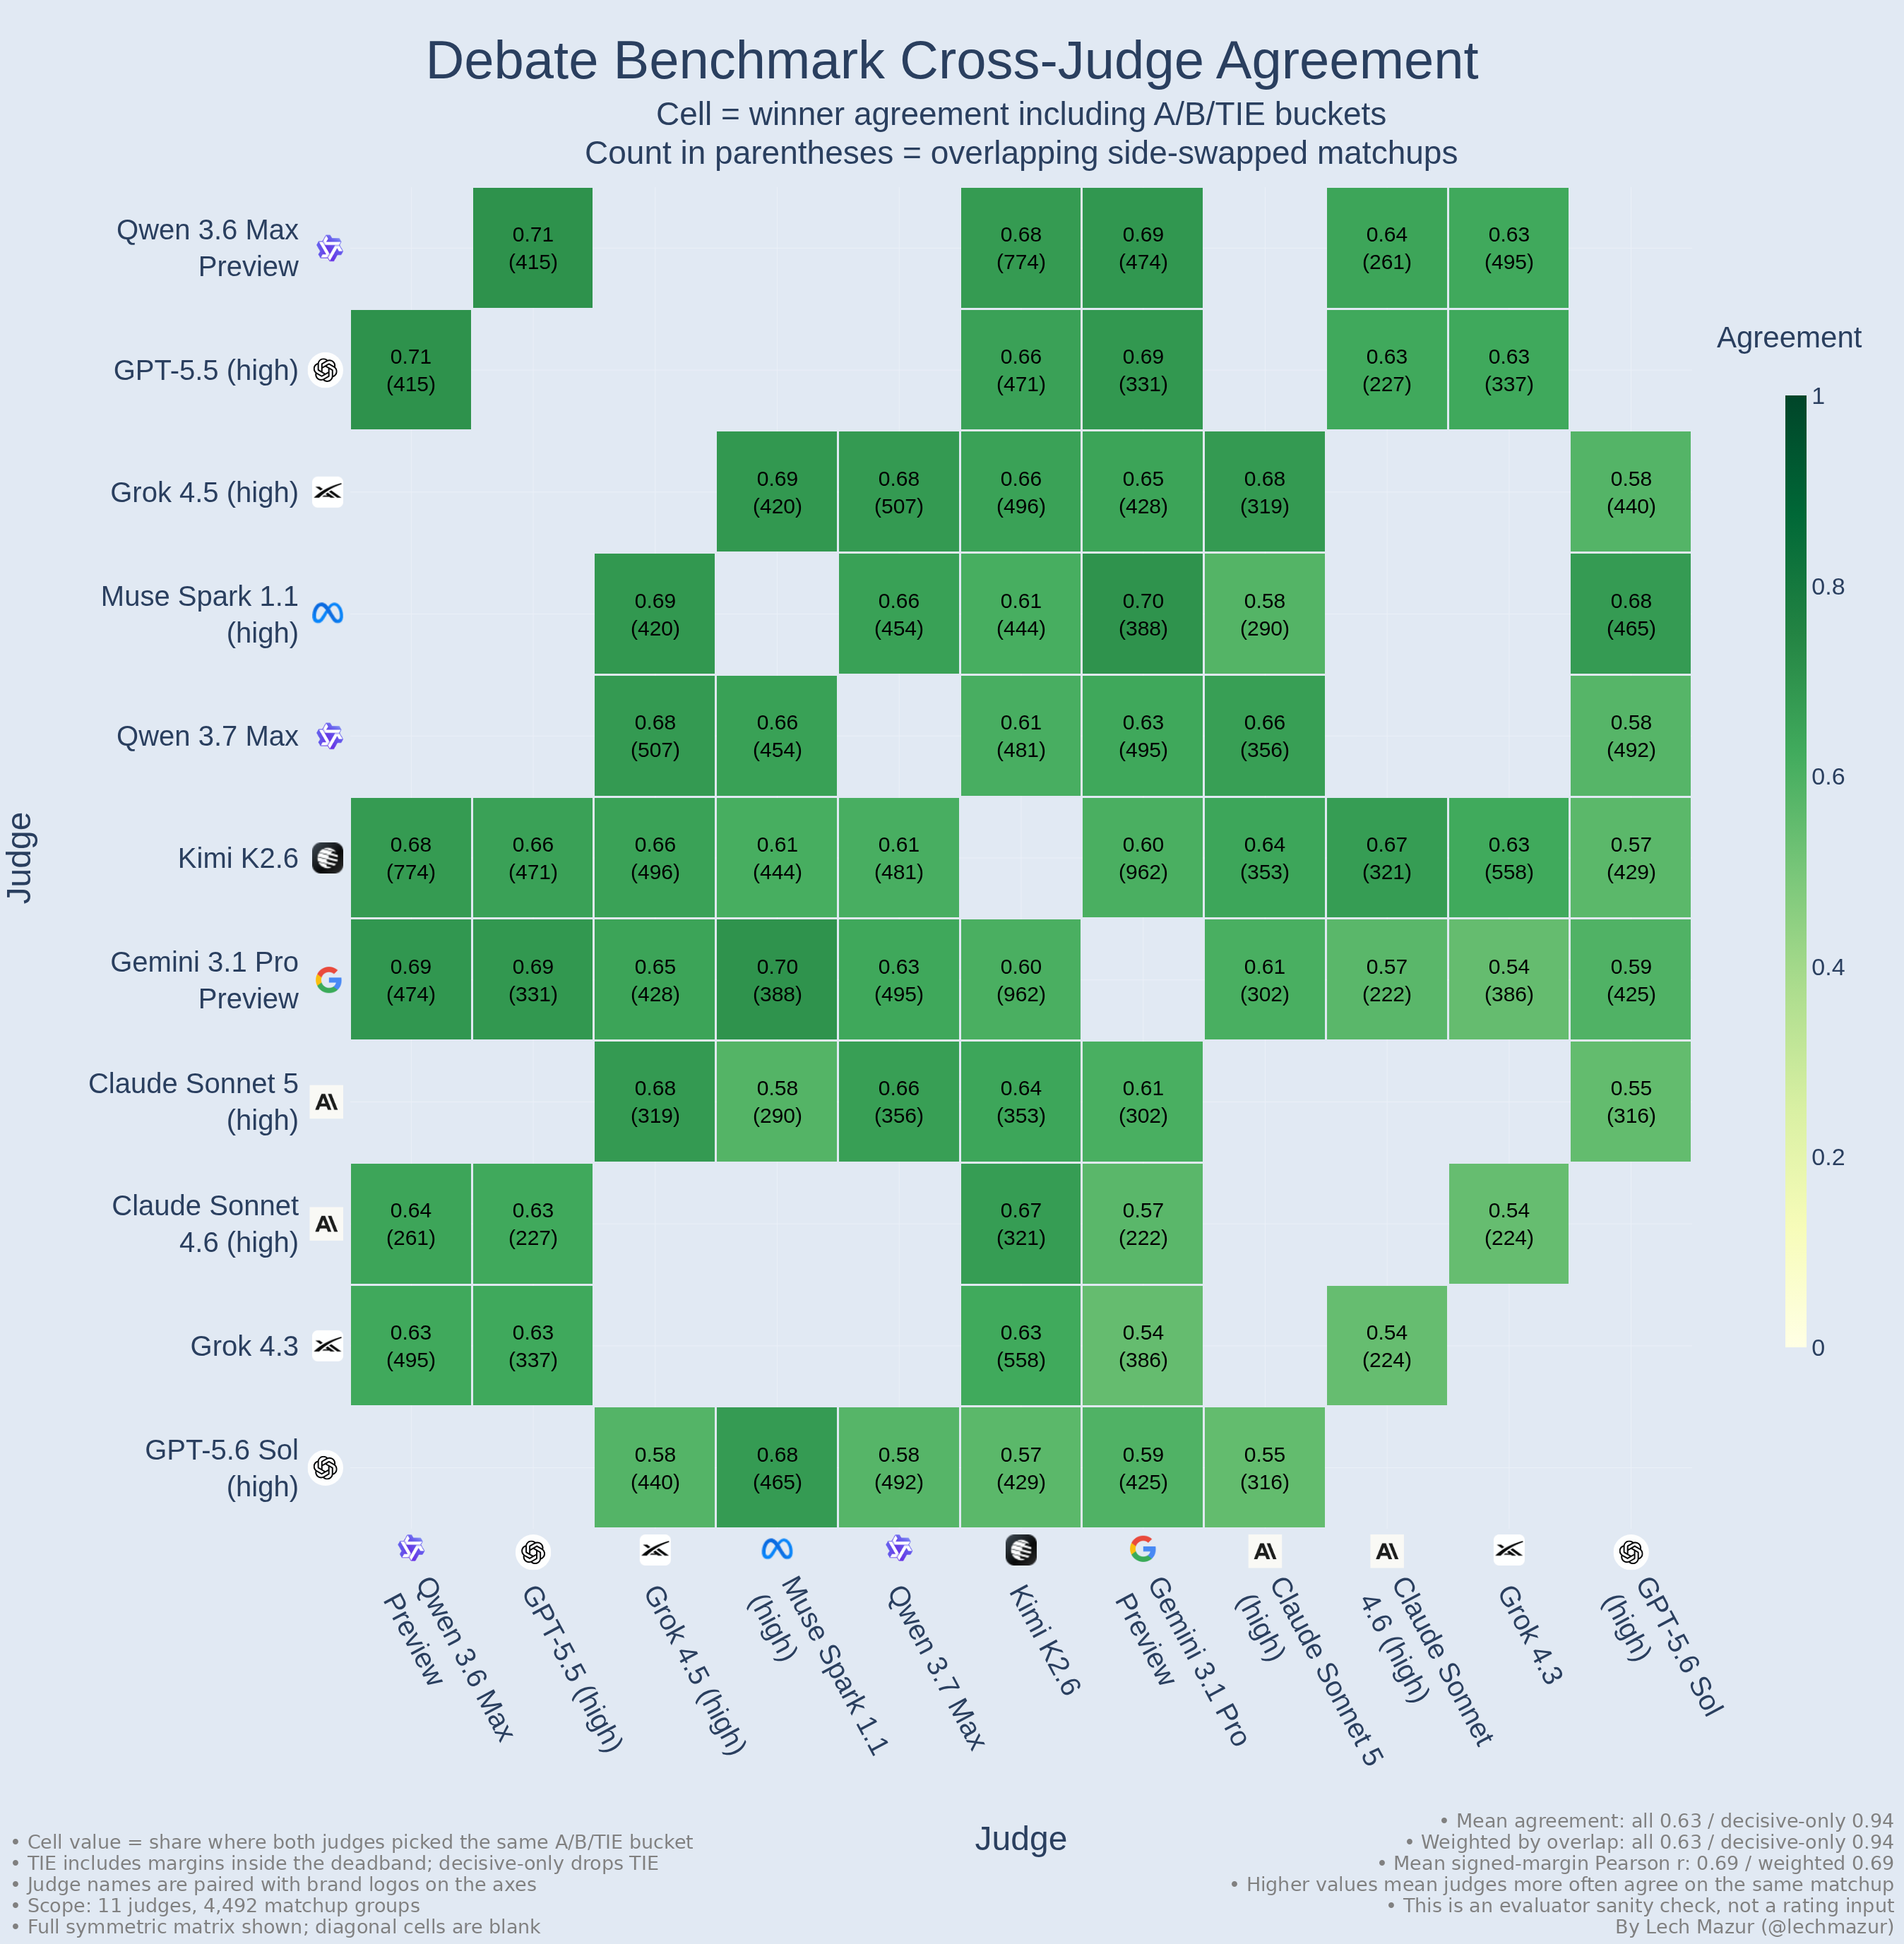 Debate Benchmark Cross-Judge Agreement
Cell = winner agreement including A/B/TIE buckets
Count in parentheses = overlapping side-swapped matchups
Qwen 3.6 Max
Preview
0.71 0.68 0.69 0.64 0.63
(415) (774) (474) (261) (495)
GPT-5.5 (high)
0.71 0.66 0.69 0.63 0.63
(415) (471) (331) (227) (337)
Grok 4.5 (high)
0.69 0.68 0.66 0.65 0.68 0.58
(420) (507) (496) (428) (319) (440)
Muse Spark 1.1
(high)
0.69 0.66 0.61 0.70 0.58 0.68
(420) (454) (444) (388) (290) (465)
Qwen 3.7 Max
0.68 0.66 0.61 0.63 0.66 0.58
(507) (454) (481) (495) (356) (492)
Kimi K2.6
0.68 0.66 0.66 0.61 0.61 0.60 0.64 0.67 0.63 0.57
(774) (471) (496) (444) (481) (962) (353) (321) (558) (429)
Gemini 3.1 Pro
Preview
0.69 0.69 0.65 0.70 0.63 0.60 0.61 0.57 0.54 0.59
(474) (331) (428) (388) (495) (962) (302) (222) (386) (425)
Claude Sonnet 5
(high)
0.68 0.58 0.66 0.64 0.61 0.55
(319) (290) (356) (353) (302) (316)
Claude Sonnet
4.6 (high)
0.64 0.63 0.67 0.57 0.54
(261) (227) (321) (222) (224)
Grok 4.3
0.63 0.63 0.63 0.54 0.54
(495) (337) (558) (386) (224)
GPT-5.6 Sol
(high)
0.58 0.68 0.58 0.57 0.59 0.55
(440) (465) (492) (429) (425) (316)
Judge
Agreement
1
0.8
0.6
0.4
0.2
0
Qwen 3.6 Max
Preview
GPT-5.5 (high)
Grok 4.5 (high)
Muse Spark 1.1
(high)
Qwen 3.7 Max
Kimi K2.6
Gemini 3.1 Pro
Preview
Claude Sonnet 5
(high)
Claude Sonnet
4.6 (high)
Grok 4.3
GPT-5.6 Sol
(high)
Judge
• Cell value = share where both judges picked the same A/B/TIE bucket
• TIE includes margins inside the deadband; decisive-only drops TIE
• Judge names are paired with brand logos on the axes
• Scope: 11 judges, 4,492 matchup groups
• Full symmetric matrix shown; diagonal cells are blank
• Mean agreement: all 0.63 / decisive-only 0.94
• Weighted by overlap: all 0.63 / decisive-only 0.94
• Mean signed-margin Pearson r: 0.69 / weighted 0.69
• Higher values mean judges more often agree on the same matchup
• This is an evaluator sanity check, not a rating input
By Lech Mazur (@lechmazur)